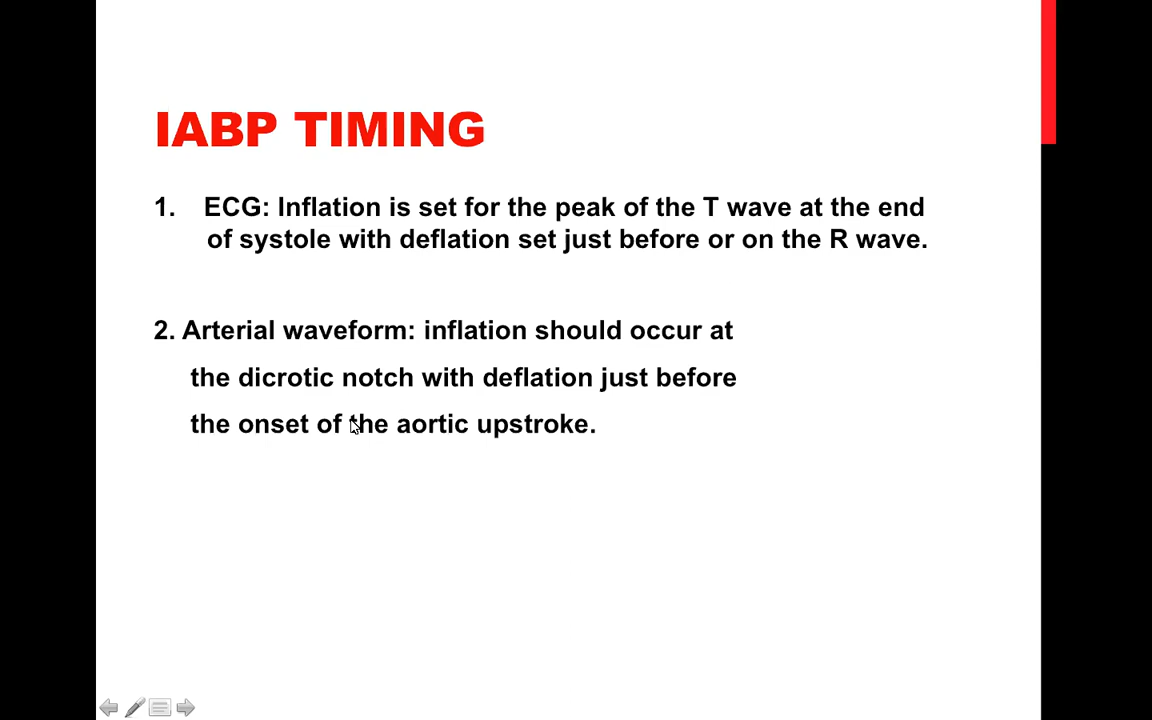 IABP TIMING
1. ECG: Inflation is set for the peak of the T wave at the end
of systole with deflation set just before or on the R wave.
2. Arterial waveform: inflation should occur at
the dicrotic notch with deflation just before
the onset of the aortic upstroke.